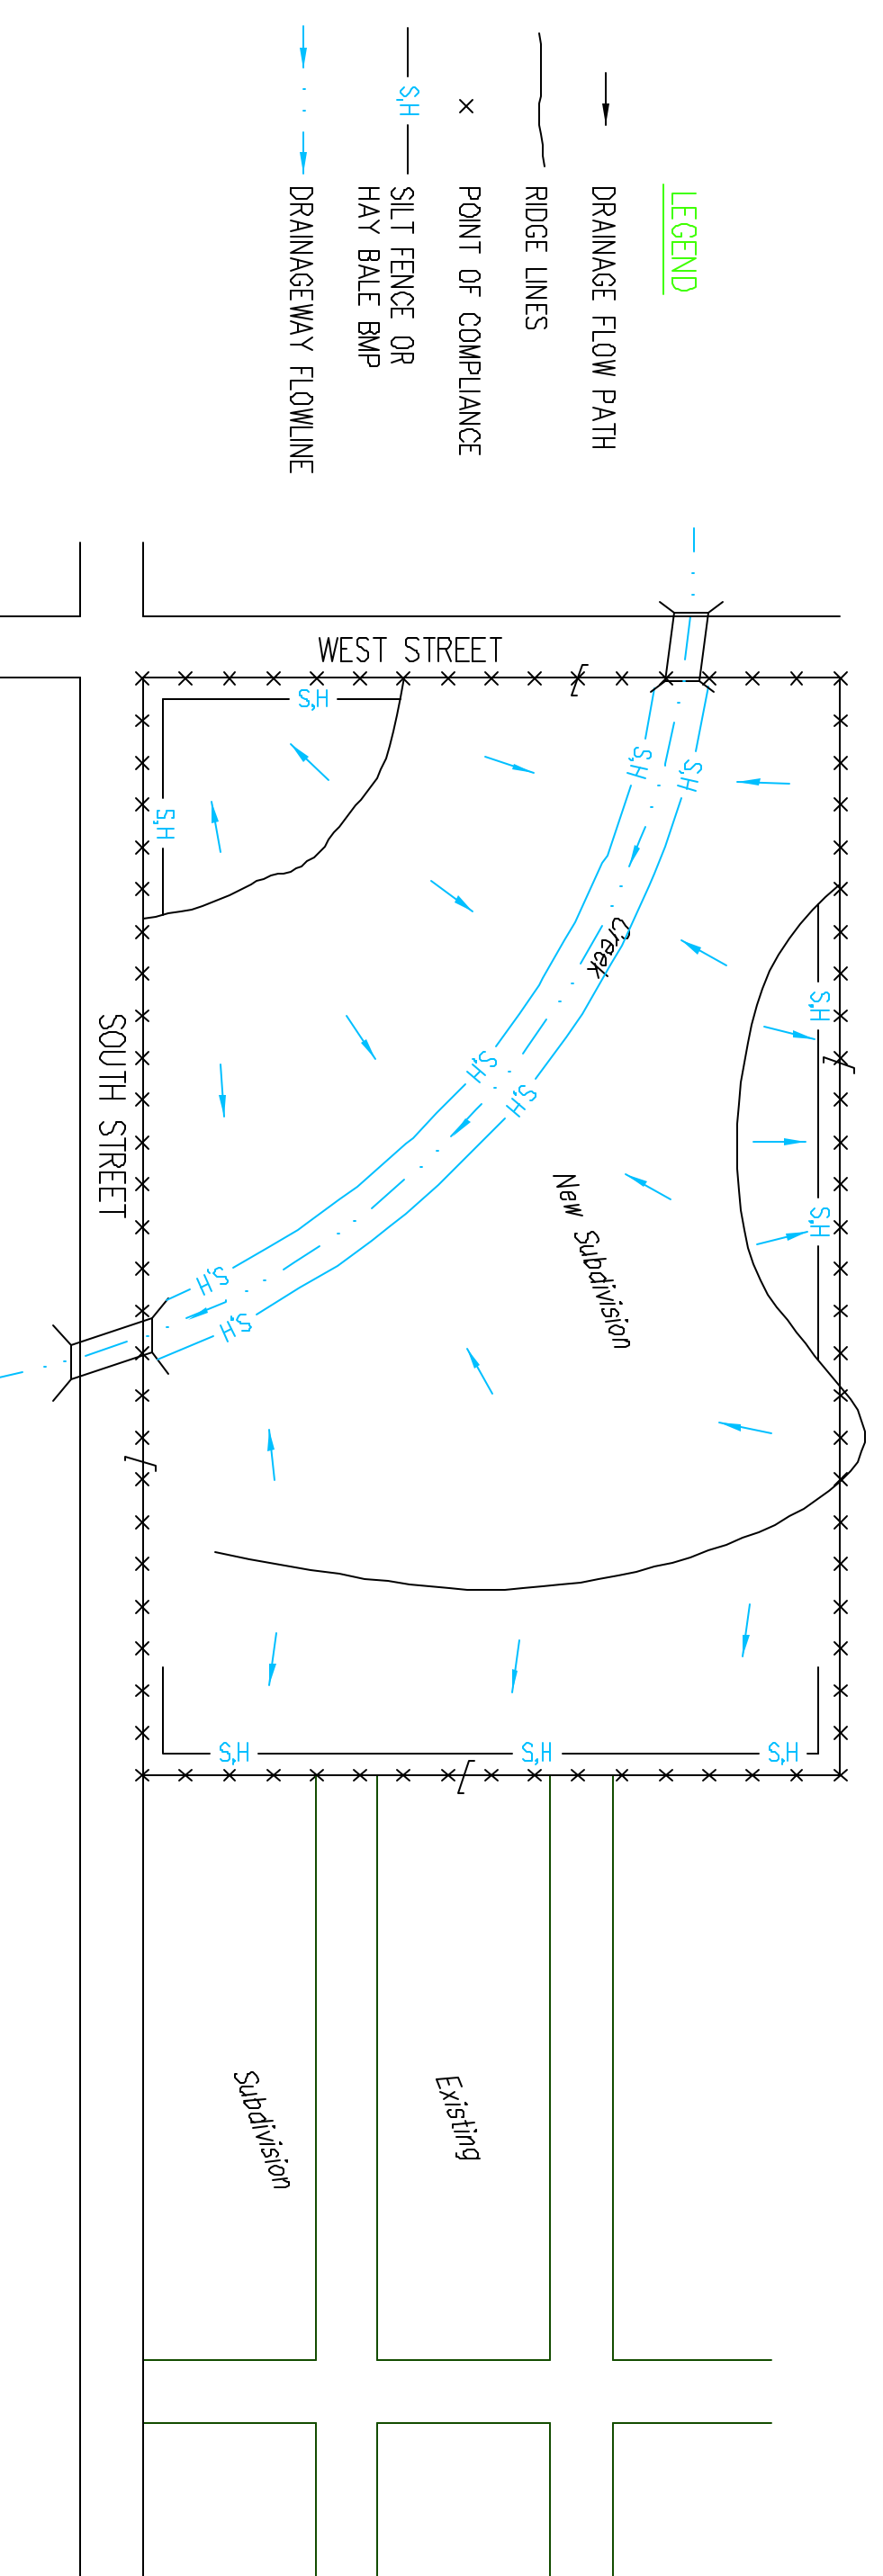 LEGEND
DRAINAGE FLOW PATH
RIDGE LINES
POINT OF COMPLIANCE
S,H
SILT FENCE OR
HAY BALE BMP
DRAINAGEWAY FLOWLINE
WEST STREET
SOUTH STREET
S,H
S,H
S,H
S,H
Creek
S,H
S,H
S,H
S,H
S,H
S,H
New Subdivision
S,H
S,H
S,H
Existing
Subdivision